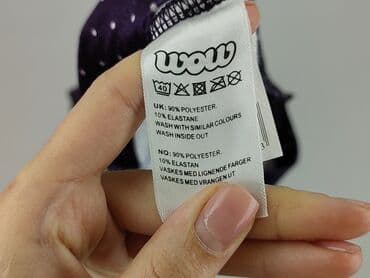 WOW
40
UK: 90% POLYESTER.
10% ELASTANE
WASH WITH SIMILAR COLOURS
WASH INSIDE OUT
NO: 90% POLYESTER.
10% ELASTAN
VASKES MED LIGNENDE FARGER
VASKES MED VRANGEN UT
3